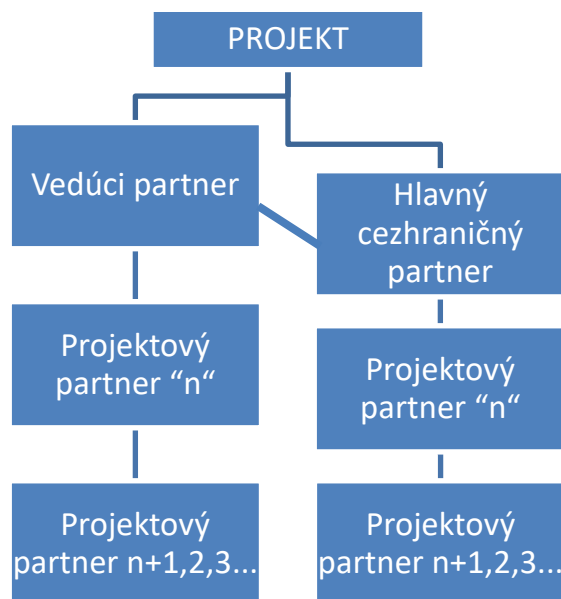 PROJEKT
Vedúci partner
Hlavný
cezhraničný
partner
Projektový
partner “n“
Projektový
partner “n“
Projektový
partner n+1,2,3...
Projektový
partner n+1,2,3...